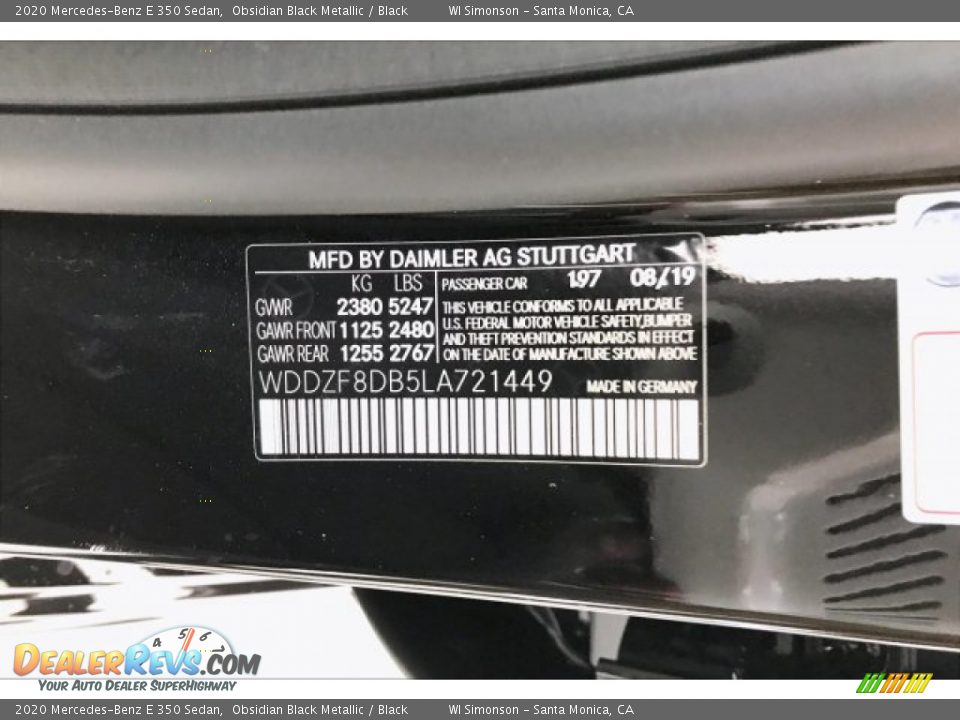 2020 Mercedes-Benz E 350 Sedan, Obsidian Black Metallic / Black WI Simonson - Santa Monica, CA
MFD BY DAIMLER AG STUTTGART
KG LBS
GVWR 2380 5247
GAWR FRONT 1125 2480
GAWR REAR 1255 2767
PASSENGER CAR 197 08/19
THIS VEHICLE CONFORMS TO ALL APPLICABLE
U.S. FEDERAL MOTOR VEHICLE SAFETY, BUMPER
AND THEFT PREVENTION STANDARDS IN EFFECT
ON THE DATE OF MANUFACTURE SHOWN ABOVE
WDDZF8DB5LA721449 MADE IN GERMANY
4 5 6
DEALERREVS.COM
YOUR AUTO DEALER SUPERHIGHWAY
2020 Mercedes-Benz E 350 Sedan, Obsidian Black Metallic / Black WI Simonson - Santa Monica, CA